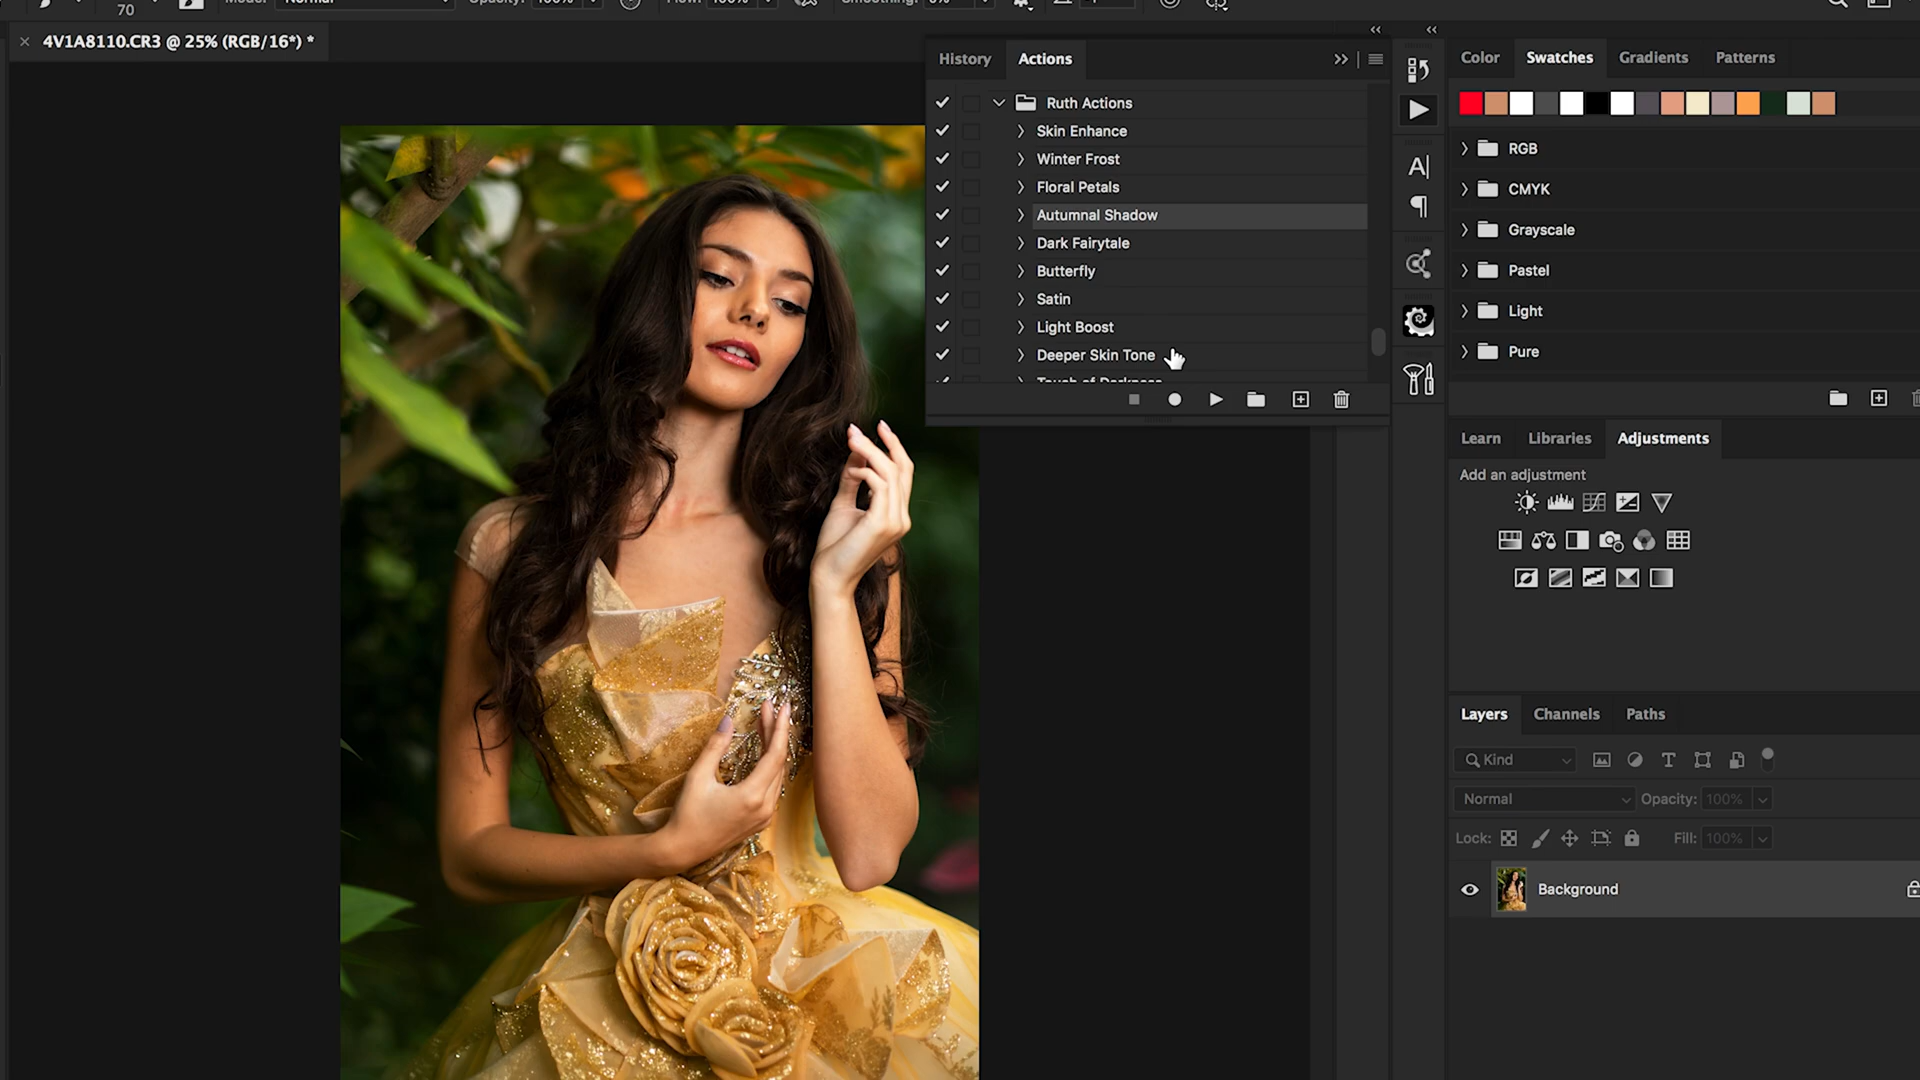 70
Mode: Normal
Opacity: 100%
Flow: 100%
Smoothing: 0%
4V1A8110.CR3 @ 25% (RGB/16*) *
History
Actions
Ruth Actions
Skin Enhance
Winter Frost
Floral Petals
Autumnal Shadow
Dark Fairytale
Butterfly
Satin
Light Boost
Deeper Skin Tone
Touch of Darkness
Color
Swatches
Gradients
Patterns
RGB
CMYK
Grayscale
Pastel
Light
Pure
Learn
Libraries
Adjustments
Add an adjustment
Layers
Channels
Paths
Kind
Normal
Opacity: 100%
Lock:
Fill: 100%
Background